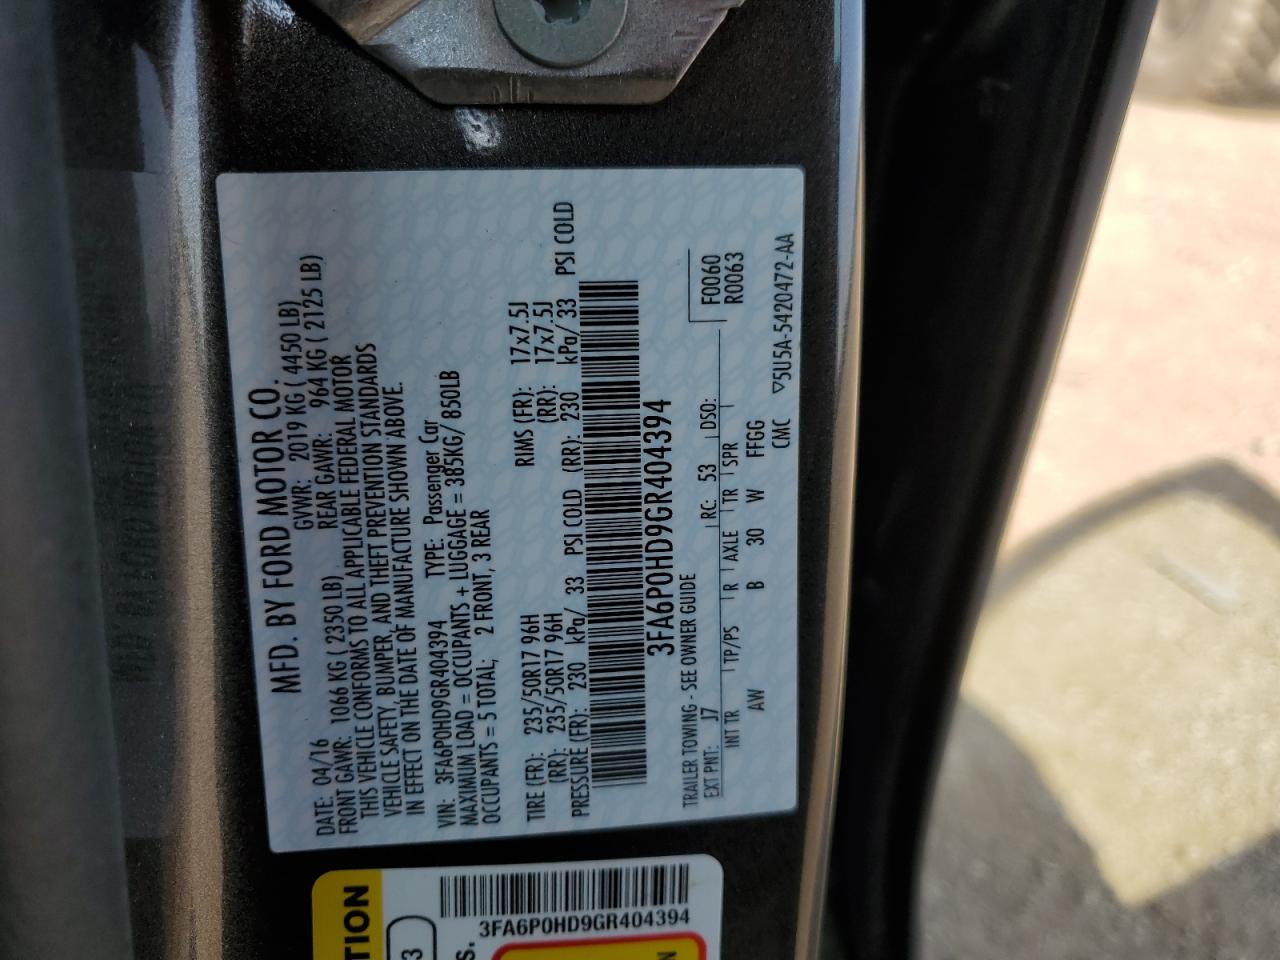 MFD. BY FORD MOTOR CO.
DATE: 04/16 GVWR: 2019 KG ( 4450 LB)
FRONT GAWR: 1066 KG ( 2350 LB) REAR GAWR: 964 KG ( 2125 LB)
THIS VEHICLE CONFORMS TO ALL APPLICABLE FEDERAL MOTOR
VEHICLE SAFETY, BUMPER, AND THEFT PREVENTION STANDARDS
IN EFFECT ON THE DATE OF MANUFACTURE SHOWN ABOVE.
VIN: 3FA6P0HD9GR404394 TYPE: Passenger Car
MAXIMUM LOAD = OCCUPANTS + LUGGAGE = 385KG/ 850LB
OCCUPANTS = 5 TOTAL; 2 FRONT, 3 REAR
TIRE (FR): 235/50R17 96H RIMS (FR): 17x7.5J
(RR): 235/50R17 96H (RR): 17x7.5J
PRESSURE (FR): 230 kPa/ 33 PSI COLD (RR): 230 kPa/ 33 PSI COLD
3FA6P0HD9GR404394
TRAILER TOWING - SEE OWNER GUIDE
EXT PNT: J7 RC: 53 DSO: F0060
R0063
INT TR TP/PS R AXLE TR SPR
AW B 30 W FFGG
CMC ▽5U5A-5420472-AA
3FA6P0HD9GR404394
TION
3
S.